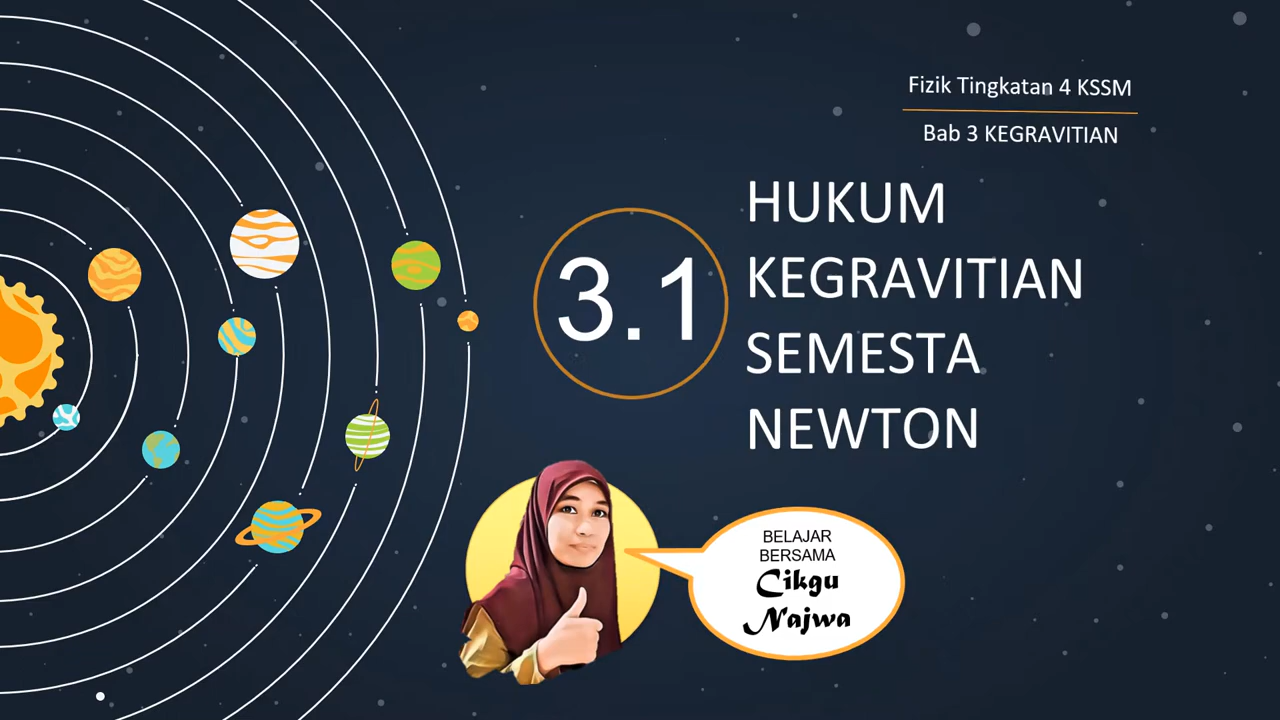 Fizik Tingkatan 4 KSSM
Bab 3 KEGRAVITIAN
3.1
HUKUM
KEGRAVITIAN
SEMESTA
NEWTON
BELAJAR
BERSAMA
Cikgu
Najwa